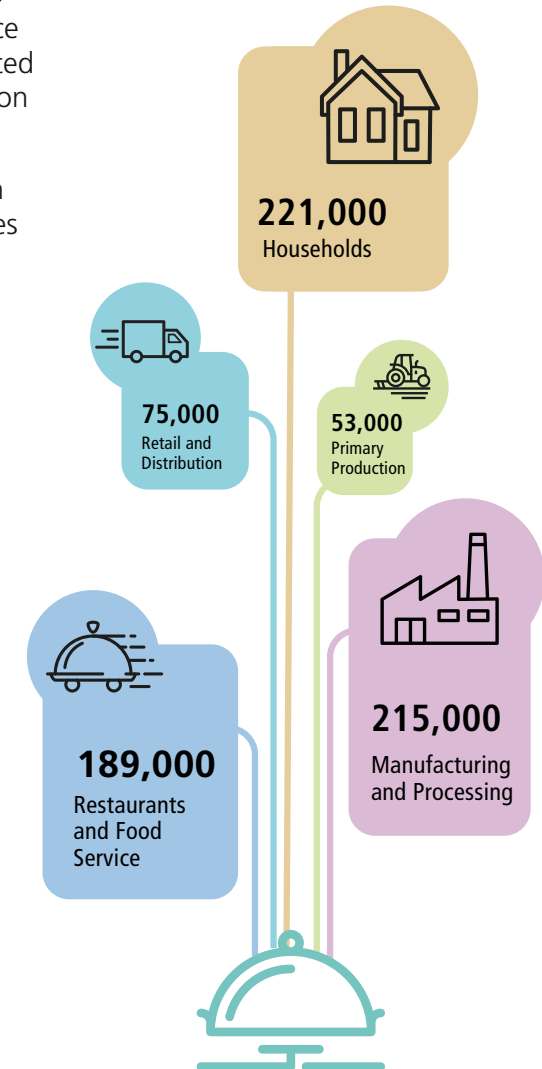 221,000
Households
75,000
Retail and
Distribution
53,000
Primary
Production
215,000
Manufacturing
and Processing
189,000
Restaurants
and Food
Service